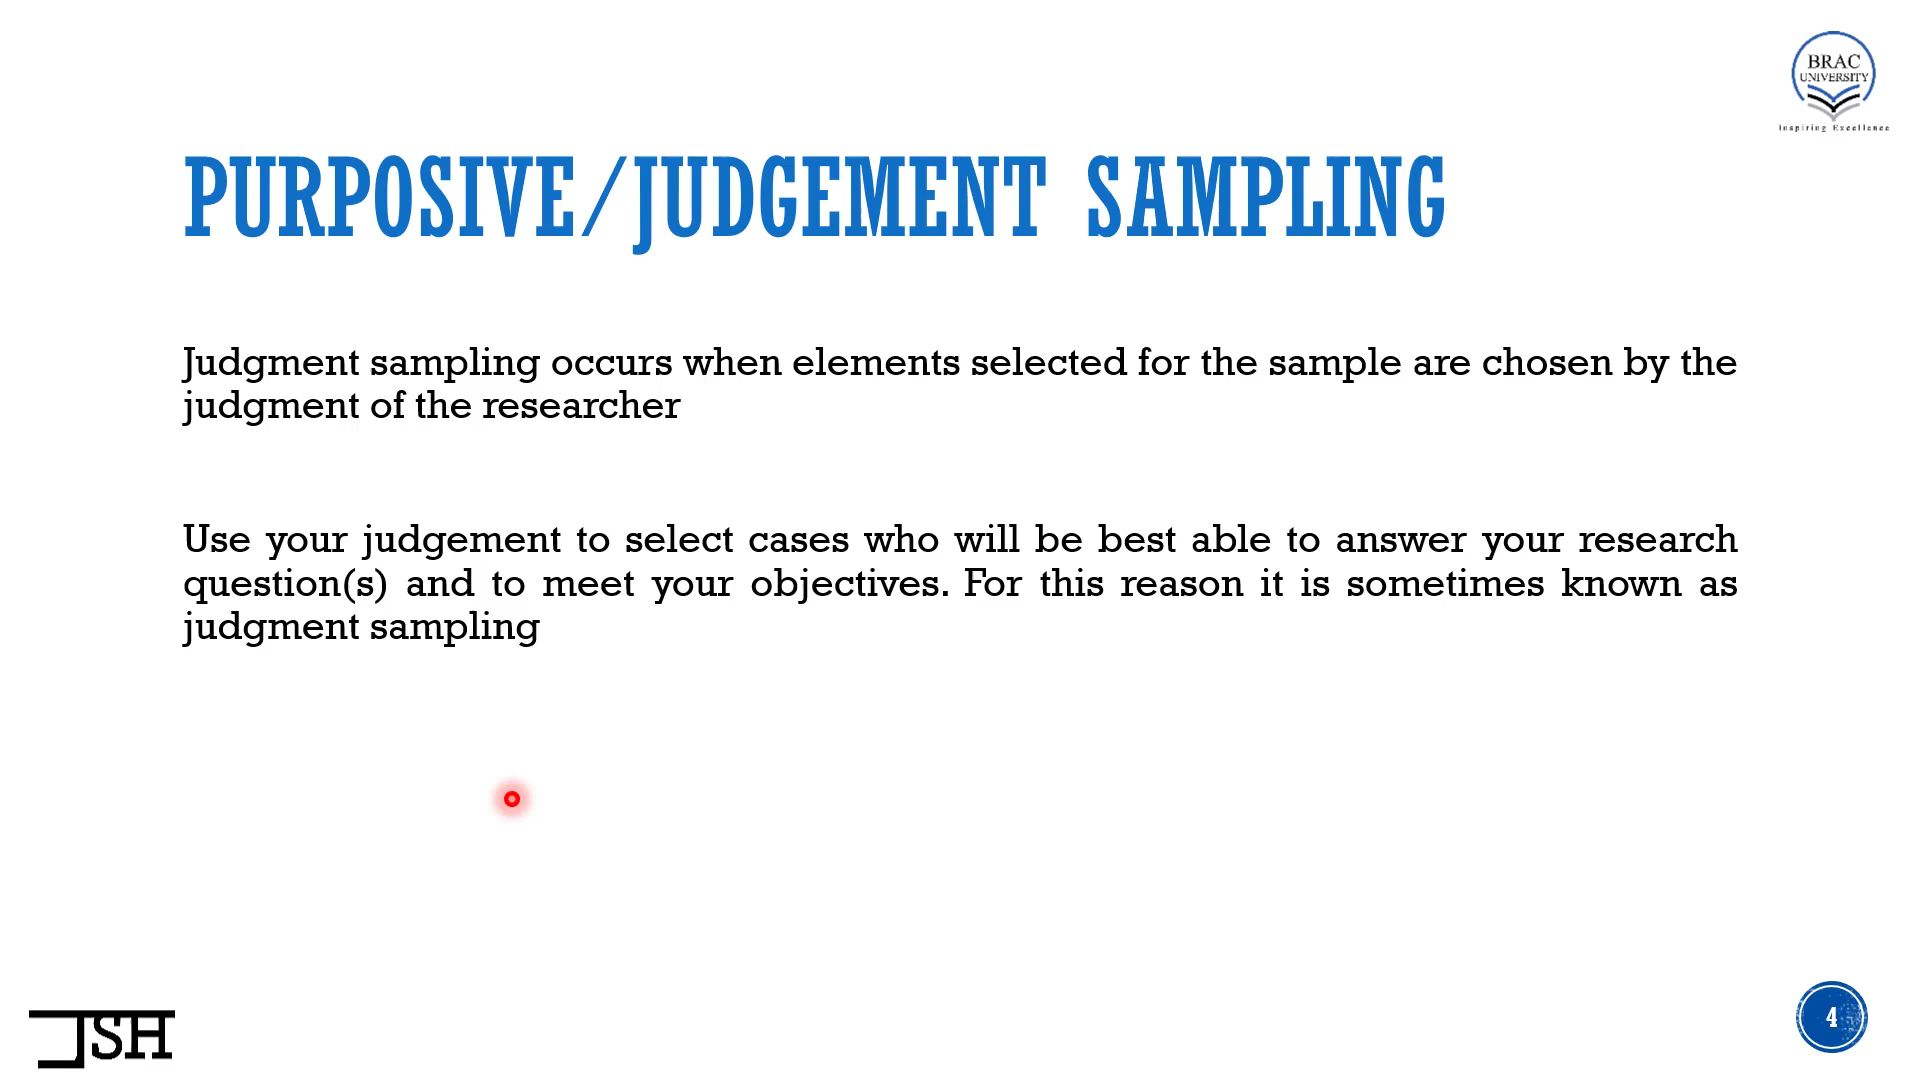 BRAC
UNIVERSITY
Inspiring Excellence
PURPOSIVE/JUDGEMENT SAMPLING
Judgment sampling occurs when elements selected for the sample are chosen by the
judgment of the researcher
Use your judgement to select cases who will be best able to answer your research
question(s) and to meet your objectives. For this reason it is sometimes known as
judgment sampling
JSH
4